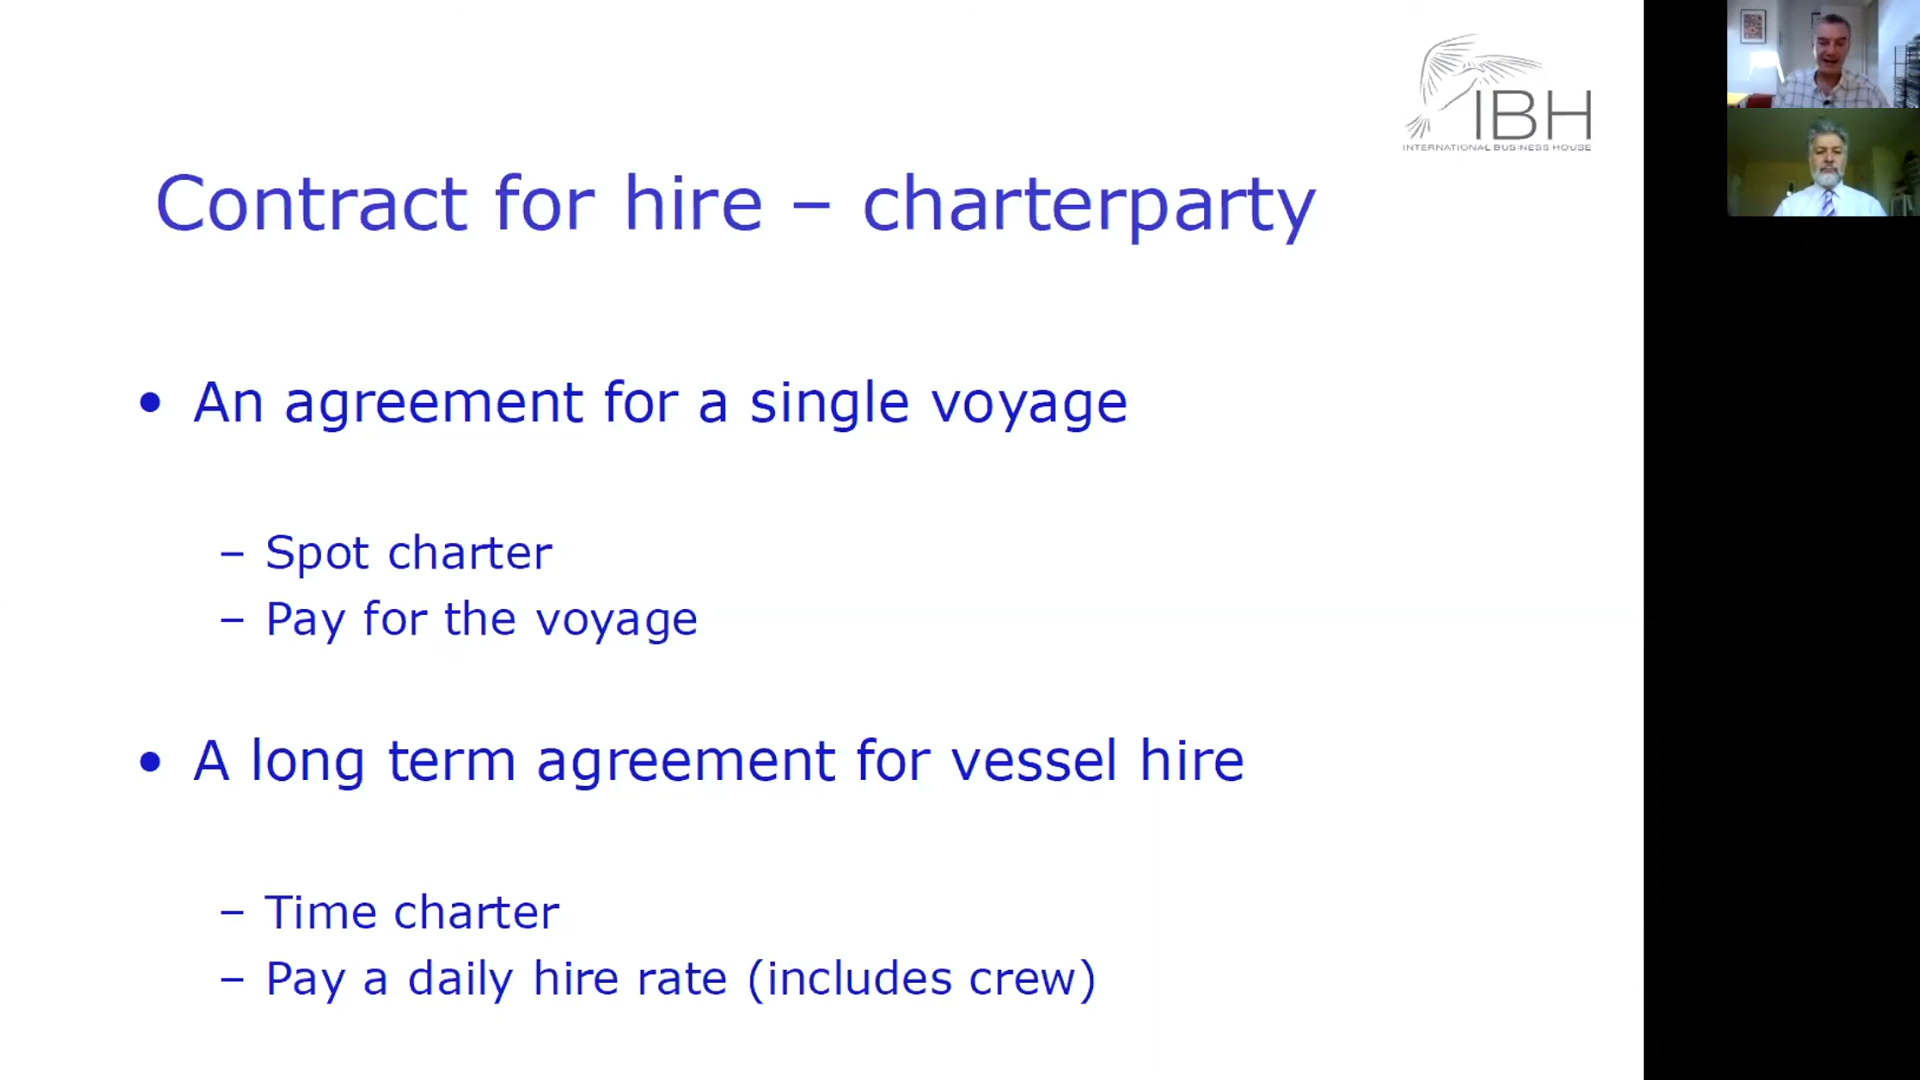 IBH
INTERNATIONAL BUSINESS HOUSE
Contract for hire – charterparty
• An agreement for a single voyage
– Spot charter
– Pay for the voyage
• A long term agreement for vessel hire
– Time charter
– Pay a daily hire rate (includes crew)